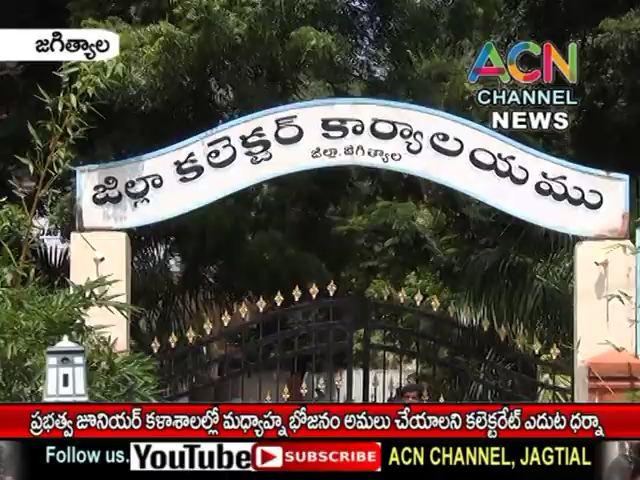 జగిత్యాల
ACN
CHANNEL
NEWS
జిల్లా కలెక్టర్ కార్యాలయము
జిల్లా. జగిత్యాల
ప్రభుత్వ జూనియర్ కళాశాలల్లో మధ్యాహ్న భోజనం అమలు చేయాలని కలెక్టరేట్ ఎదుట ధర్నా
Follow us. YouTube SUBSCRIBE ACN CHANNEL, JAGTIAL